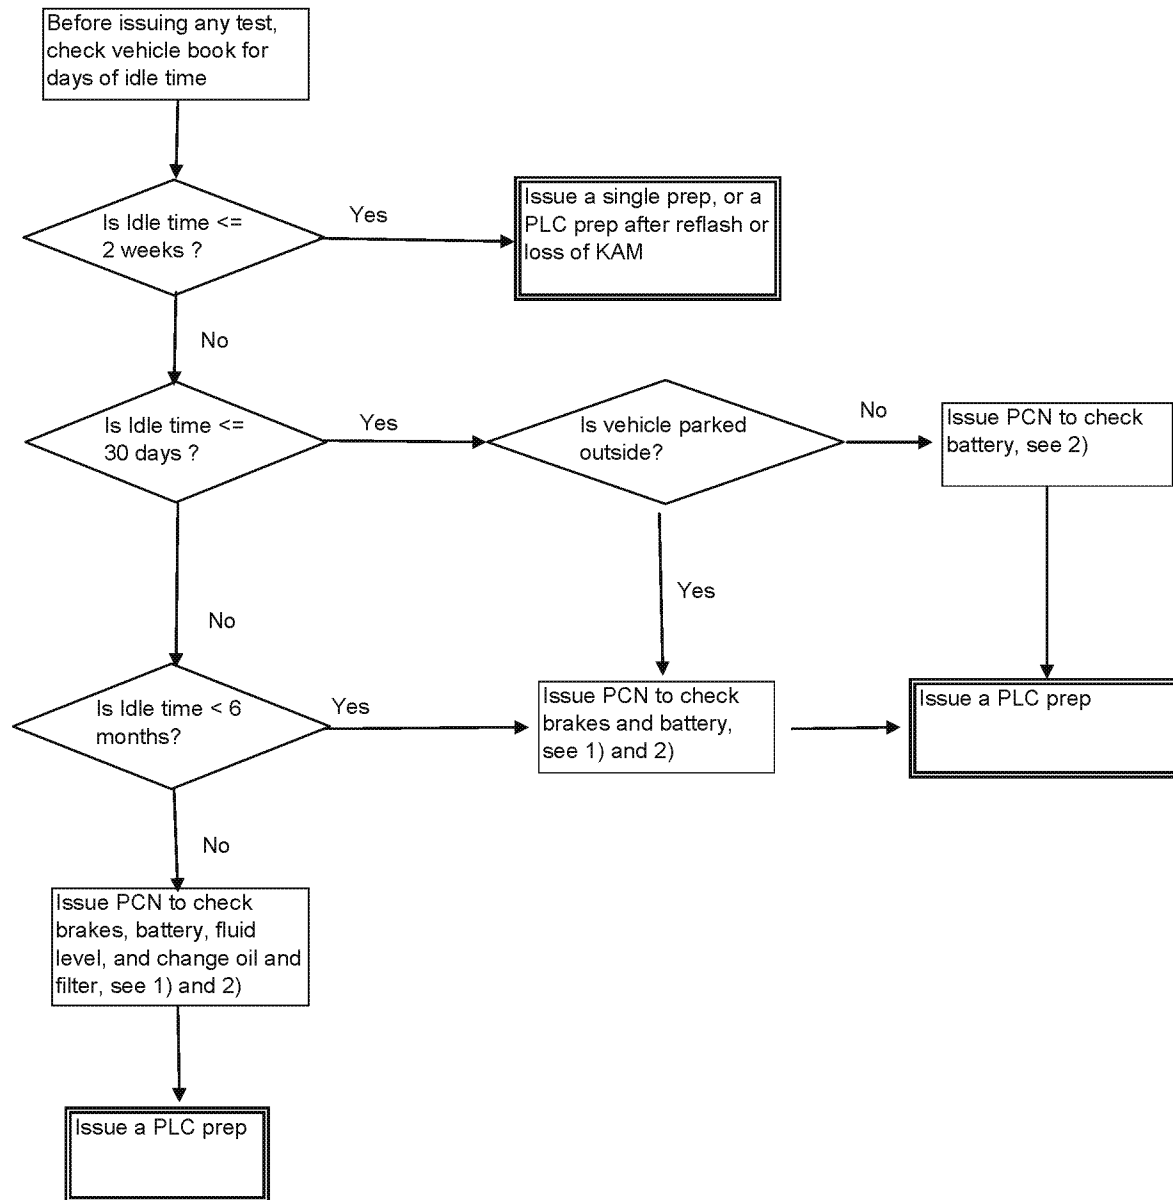 Before issuing any test,
check vehicle book for
days of idle time
Is Idle time <=
2 weeks ?
Yes
Issue a single prep, or a
PLC prep after reflash or
loss of KAM
No
Is Idle time <=
30 days ?
Yes
Is vehicle parked
outside?
No
Issue PCN to check
battery, see 2)
Yes
No
Is Idle time < 6
months?
Yes
Issue PCN to check
brakes and battery,
see 1) and 2)
Issue a PLC prep
No
Issue PCN to check
brakes, battery, fluid
level, and change oil and
filter, see 1) and 2)
Issue a PLC prep